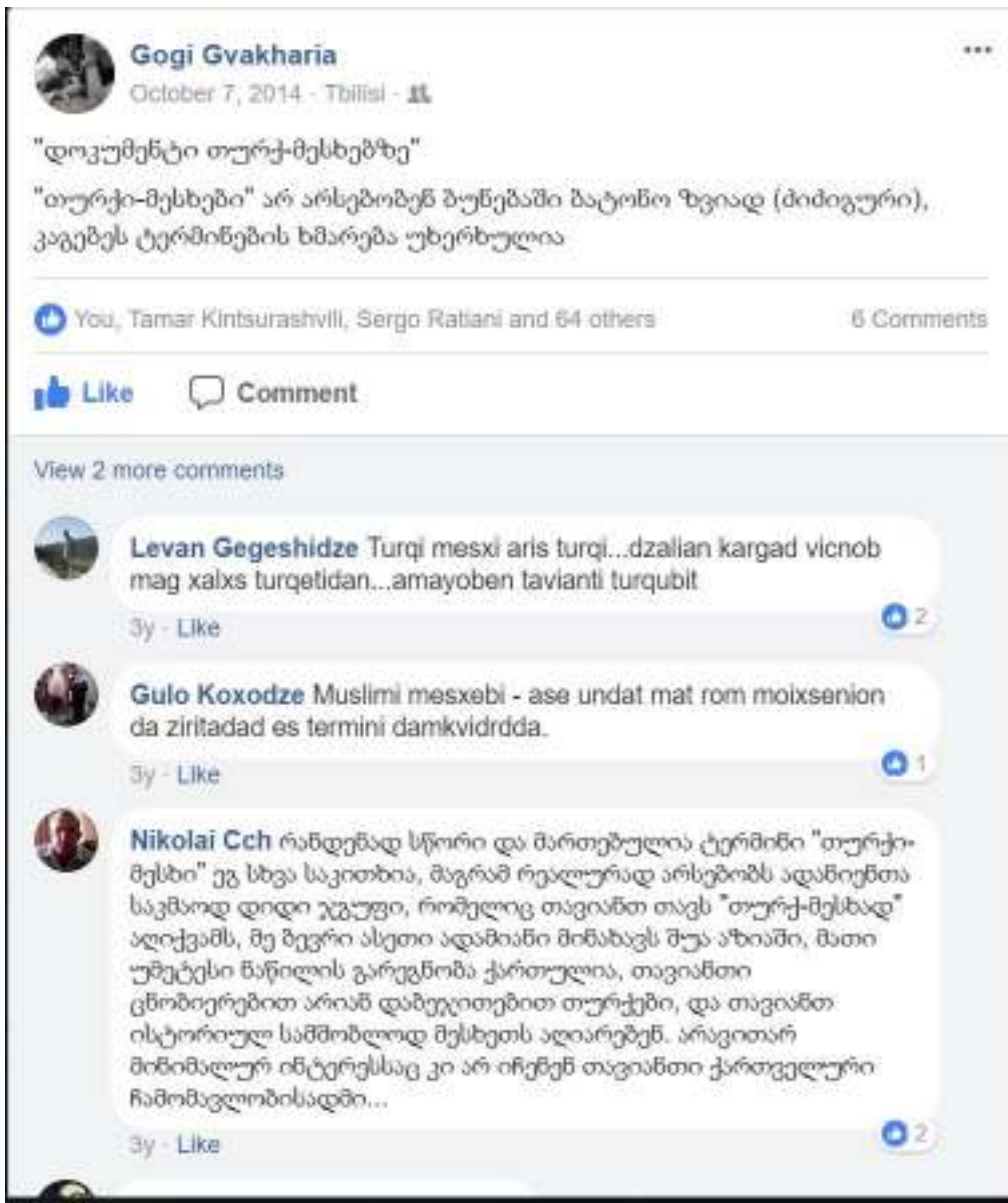 Gogi Gvakharia
October 7, 2014 · Tbilisi ·
"დოკუმენტი თურქ-მესხებზე"
"თურქი-მესხები" არ არსებობენ ბუნებაში ბატონო ზვიად (ძიძიგური),
კაგებეს ტერმინების ხმარება უხერხულია
You, Tamar Kintsurashvili, Sergo Ratiani and 64 others 6 Comments
Like Comment
View 2 more comments
Levan Gegeshidze Turqi mesxi aris turqi...dzalian kargad vicnob
mag xalxs turqetidan...amayoben tavianti turqubit
3y · Like 2
Gulo Koxodze Muslimi mesxebi - ase undat mat rom moixsenion
da ziritadad es termini damkvidrdda.
3y · Like 1
Nikolai Cch რანდენად სწორი და მართებულია ტერმინი "თურქი-
მესხი" ეგ სხვა საკითხია, მაგრამ რეალურად არსებობს ადანიენთა
საკმაოდ დიდი ჯგუფი, რომელიც თავიანთ თავს "თურქ-მესხად"
აღიქვამს, მე ბევრი ასეთი ადამიანი მინახავს შუა აზიაში, მათი
უმეტესი ნაწილის გარეგნობა ქართულია, თავიანთი
ცნობიერებით არიან დაბეჯითებით თურქები, და თავიანთ
ისტორიულ სამშობლოდ მესხეთს აღიარებენ. არავითარ
მინიმალურ ინტერესსაც კი არ იჩენენ თავიანთი ქართველური
ჩამომავლობისადმი...
3y · Like 2